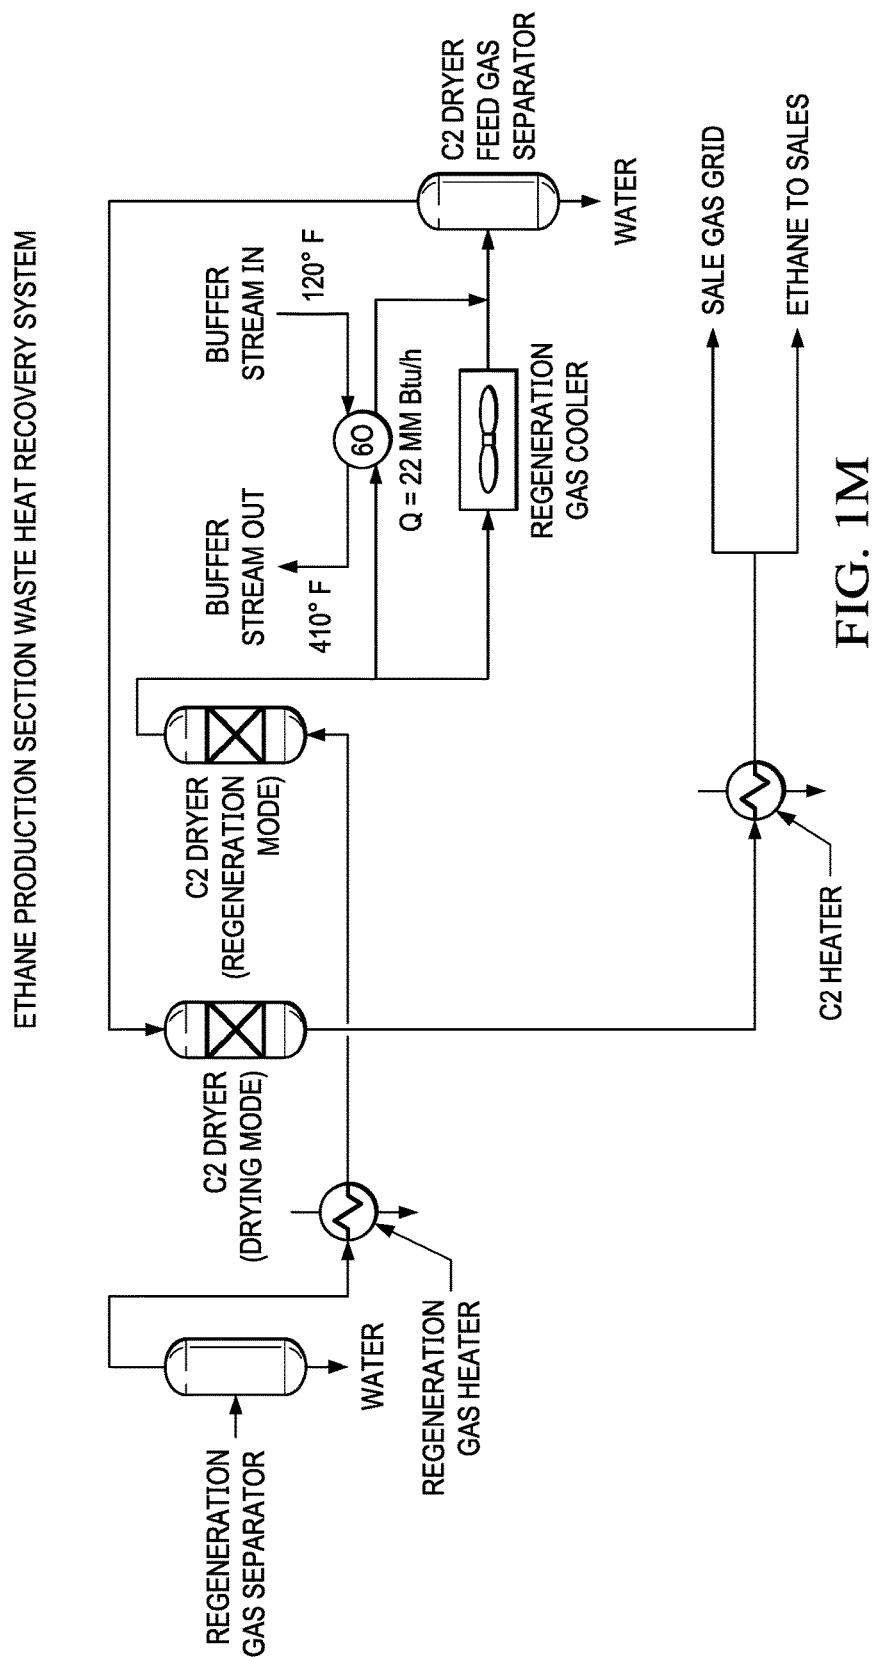 ETHANE PRODUCTION SECTION WASTE HEAT RECOVERY SYSTEM
REGENERATION
GAS SEPARATOR
WATER
REGENERATION
GAS HEATER
C2 DRYER
(DRYING MODE)
C2 DRYER
(REGENERATION
MODE)
BUFFER
STREAM OUT
410° F
BUFFER
STREAM IN
120° F
60
Q = 22 MM Btu/h
REGENERATION
GAS COOLER
C2 DRYER
FEED GAS
SEPARATOR
WATER
C2 HEATER
SALE GAS GRID
ETHANE TO SALES
FIG. 1M